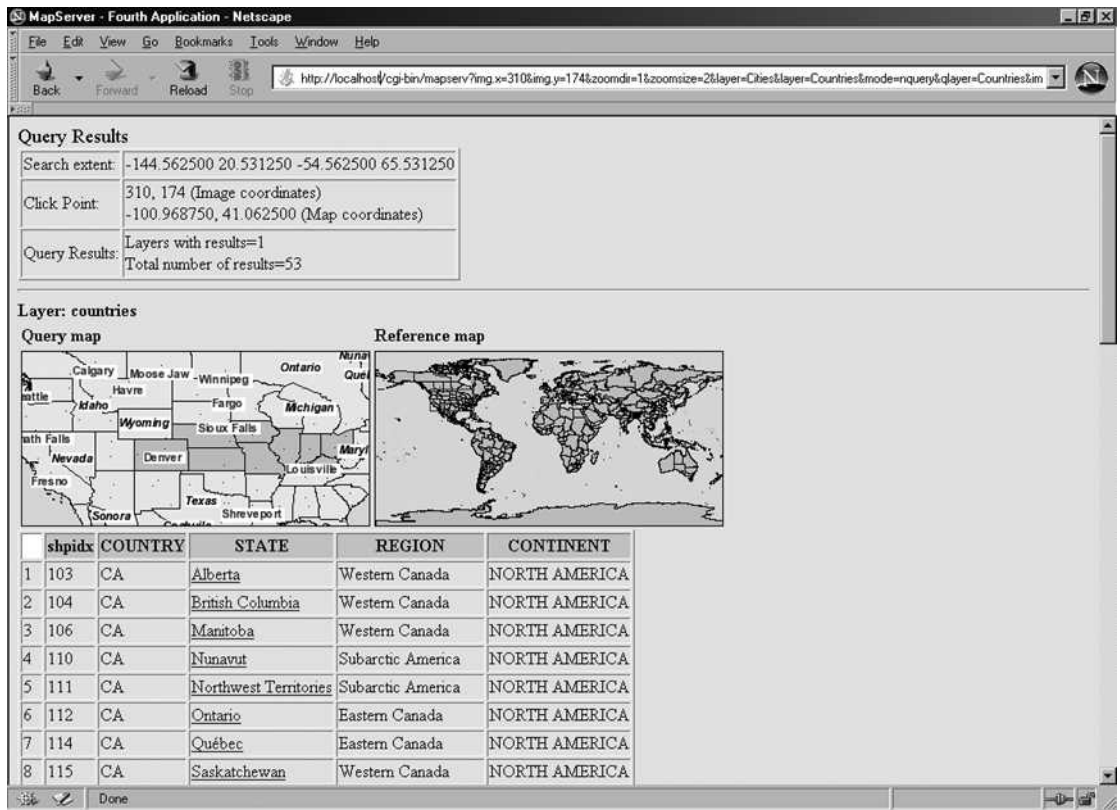 MapServer - Fourth Application - Netscape
File Edit View Go Bookmarks Tools Window Help
Back Forward Reload Stop http://localhost/cgi-bin/mapserv?img.x=310&img.y=174&zoomdir=1&zoomsize=2&layer=Cities&layer=Countries&mode=nquery&qlayer=Countries&im N
Query Results
Search extent: -144.562500 20.531250 -54.562500 65.531250
Click Point: 310, 174 (Image coordinates)
-100.968750, 41.062500 (Map coordinates)
Query Results: Layers with results=1
Total number of results=53
Layer: countries
Query map Reference map
Nuna
Calgary Moose Jaw Winnipeg Ontario Qué
attle Havre
Idaho Fargo Michigan
Wyoming Sioux Falls
ath Falls
Nevada Denver Maryl
Fresno Louisville
Texas
Sonora Shreveport
shpidx COUNTRY STATE REGION CONTINENT
1 103 CA Alberta Western Canada NORTH AMERICA
2 104 CA British Columbia Western Canada NORTH AMERICA
3 106 CA Manitoba Western Canada NORTH AMERICA
4 110 CA Nunavut Subarctic America NORTH AMERICA
5 111 CA Northwest Territories Subarctic America NORTH AMERICA
6 112 CA Ontario Eastern Canada NORTH AMERICA
7 114 CA Québec Eastern Canada NORTH AMERICA
8 115 CA Saskatchewan Western Canada NORTH AMERICA
Done